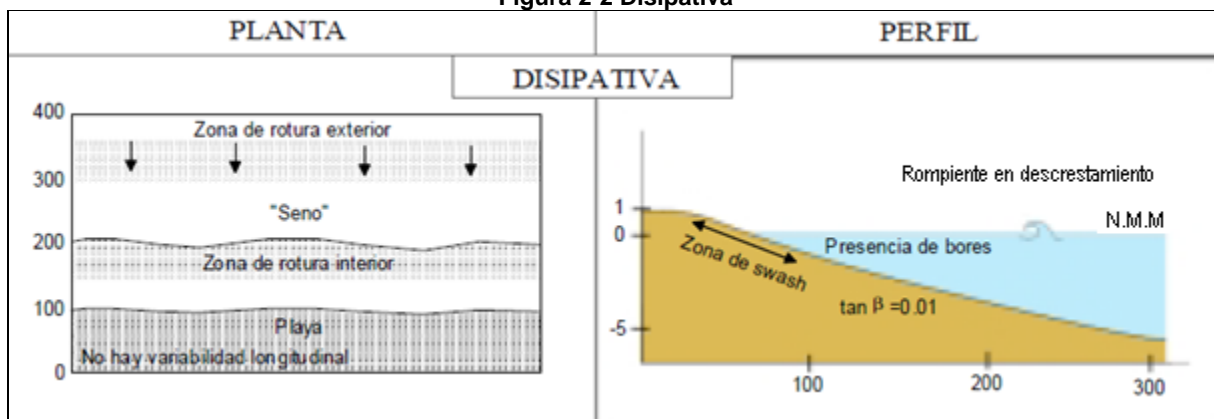 Figura 2-2 Disipativa
PLANTA
PERFIL
DISIPATIVA
400
300
200
100
0
Zona de rotura exterior
"Seno"
Zona de rotura interior
Playa
No hay variabilidad longitudinal
1
0
-5
Rompiente en descrestamiento
N.M.M
Zona de swash
Presencia de bores
tan β =0.01
100
200
300